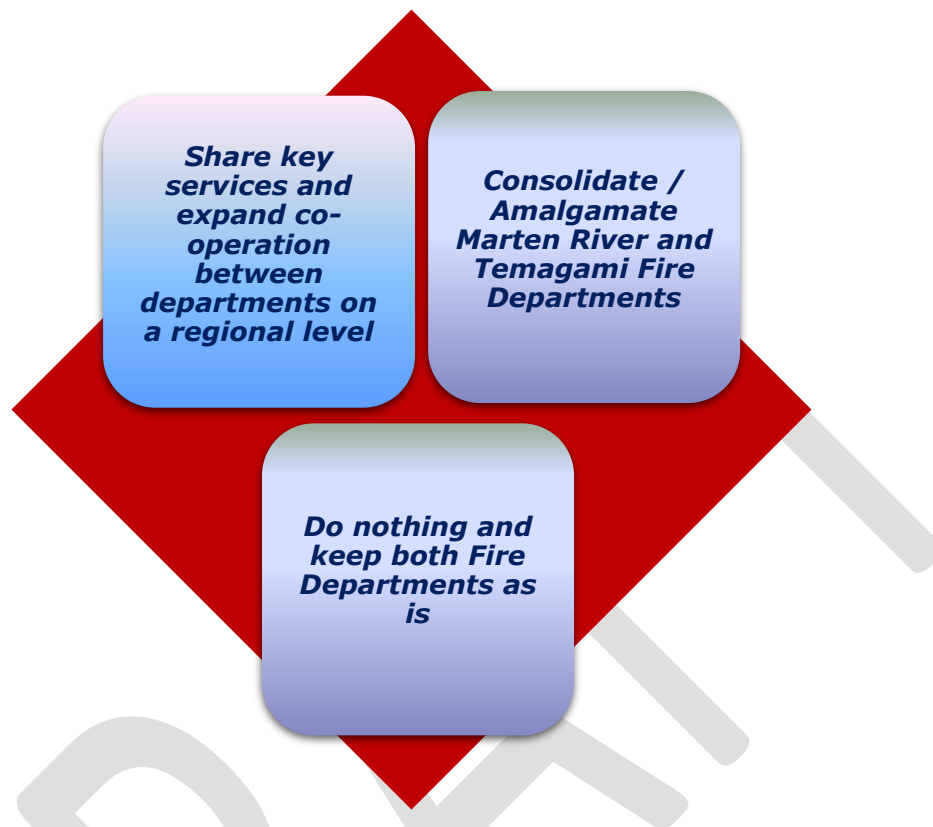 Share key
services and
expand co-
operation
between
departments on
a regional level
Consolidate /
Amalgamate
Marten River and
Temagami Fire
Departments
Do nothing and
keep both Fire
Departments as
is